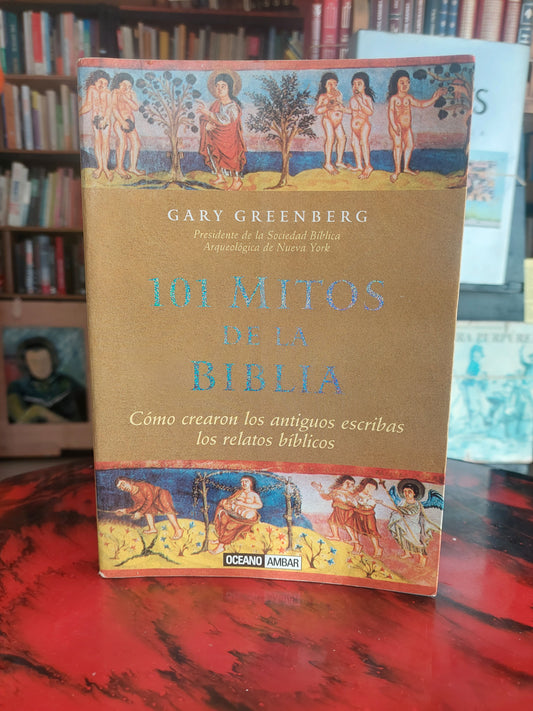 GARY GREENBERG
Presidente de la Sociedad Bíblica
Arqueológica de Nueva York
101 MITOS
DE LA
BIBLIA
Cómo crearon los antiguos escribas
los relatos bíblicos
OCEANO AMBAR